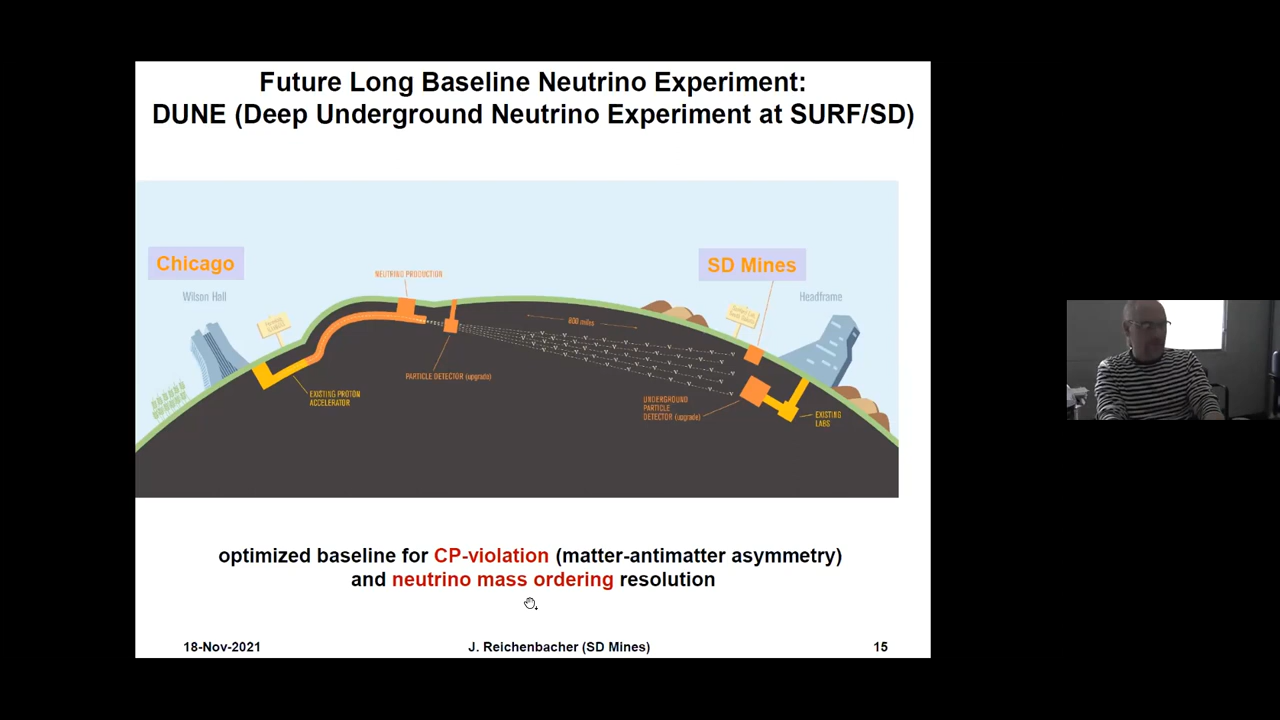 Future Long Baseline Neutrino Experiment:
DUNE (Deep Underground Neutrino Experiment at SURF/SD)
Chicago
SD Mines
Wilson Hall
NEUTRINO PRODUCTION
Headframe
800 miles
PARTICLE DETECTOR (upgrade)
EXISTING PROTON
ACCELERATOR
UNDERGROUND
PARTICLE
DETECTOR (upgrade)
EXISTING
LABS
optimized baseline for CP-violation (matter-antimatter asymmetry)
and neutrino mass ordering resolution
18-Nov-2021
J. Reichenbacher (SD Mines)
15